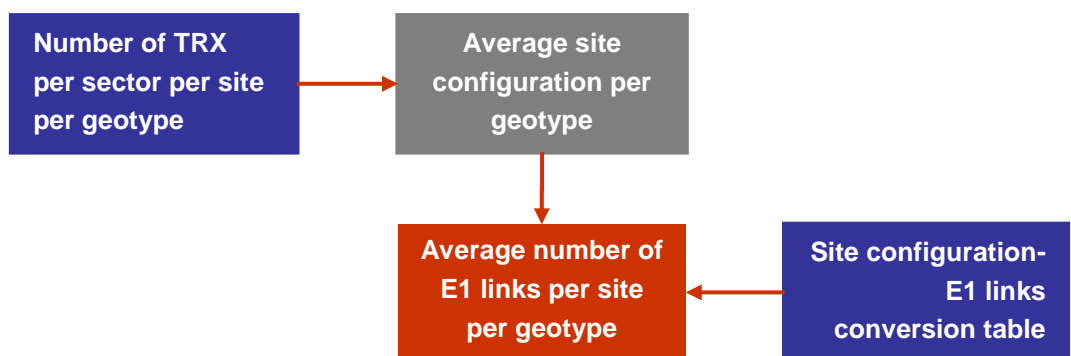 Number of TRX
per sector per site
per geotype
Average site
configuration per
geotype
Average number of
E1 links per site
per geotype
Site configuration-
E1 links
conversion table